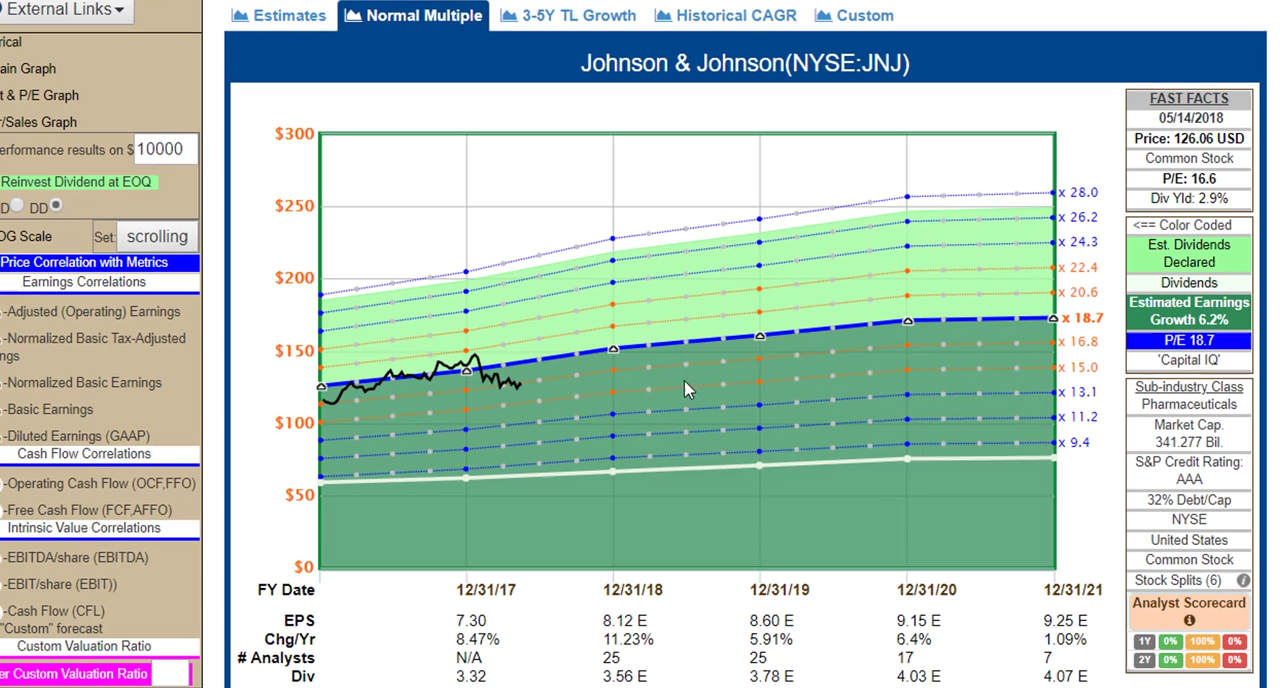 External Links
Estimates
Normal Multiple
3-5Y TL Growth
Historical CAGR
Custom
rical
ain Graph
t & P/E Graph
r/Sales Graph
erformance results on $ 10000
Reinvest Dividend at EOQ
D DD
OG Scale Set: scrolling
Price Correlation with Metrics
Earnings Correlations
-Adjusted (Operating) Earnings
-Normalized Basic Tax-Adjusted
ngs
-Normalized Basic Earnings
-Basic Earnings
-Diluted Earnings (GAAP)
Cash Flow Correlations
-Operating Cash Flow (OCF,FFO)
-Free Cash Flow (FCF,AFFO)
Intrinsic Value Correlations
-EBITDA/share (EBITDA)
-EBIT/share (EBIT))
-Cash Flow (CFL)
"Custom" forecast
Custom Valuation Ratio
er Custom Valuation Ratio
Johnson & Johnson(NYSE:JNJ)
$300
$250
$200
$150
$100
$50
$0
x 28.0
x 26.2
x 24.3
x 22.4
x 20.6
x 18.7
x 16.8
x 15.0
x 13.1
x 11.2
x 9.4
FY Date 12/31/17 12/31/18 12/31/19 12/31/20 12/31/21
EPS 7.30 8.12 E 8.60 E 9.15 E 9.25 E
Chg/Yr 8.47% 11.23% 5.91% 6.4% 1.09%
# Analysts N/A 25 25 17 7
Div 3.32 3.56 E 3.78 E 4.03 E 4.07 E
FAST FACTS
05/14/2018
Price: 126.06 USD
Common Stock
P/E: 16.6
Div Yld: 2.9%
<== Color Coded
Est. Dividends
Declared
Dividends
Estimated Earnings
Growth 6.2%
P/E 18.7
'Capital IQ'
Sub-industry Class
Pharmaceuticals
Market Cap.
341.277 Bil.
S&P Credit Rating:
AAA
32% Debt/Cap
NYSE
United States
Common Stock
Stock Splits (6) i
Analyst Scorecard
1Y 0% 100% 0%
2Y 0% 100% 0%